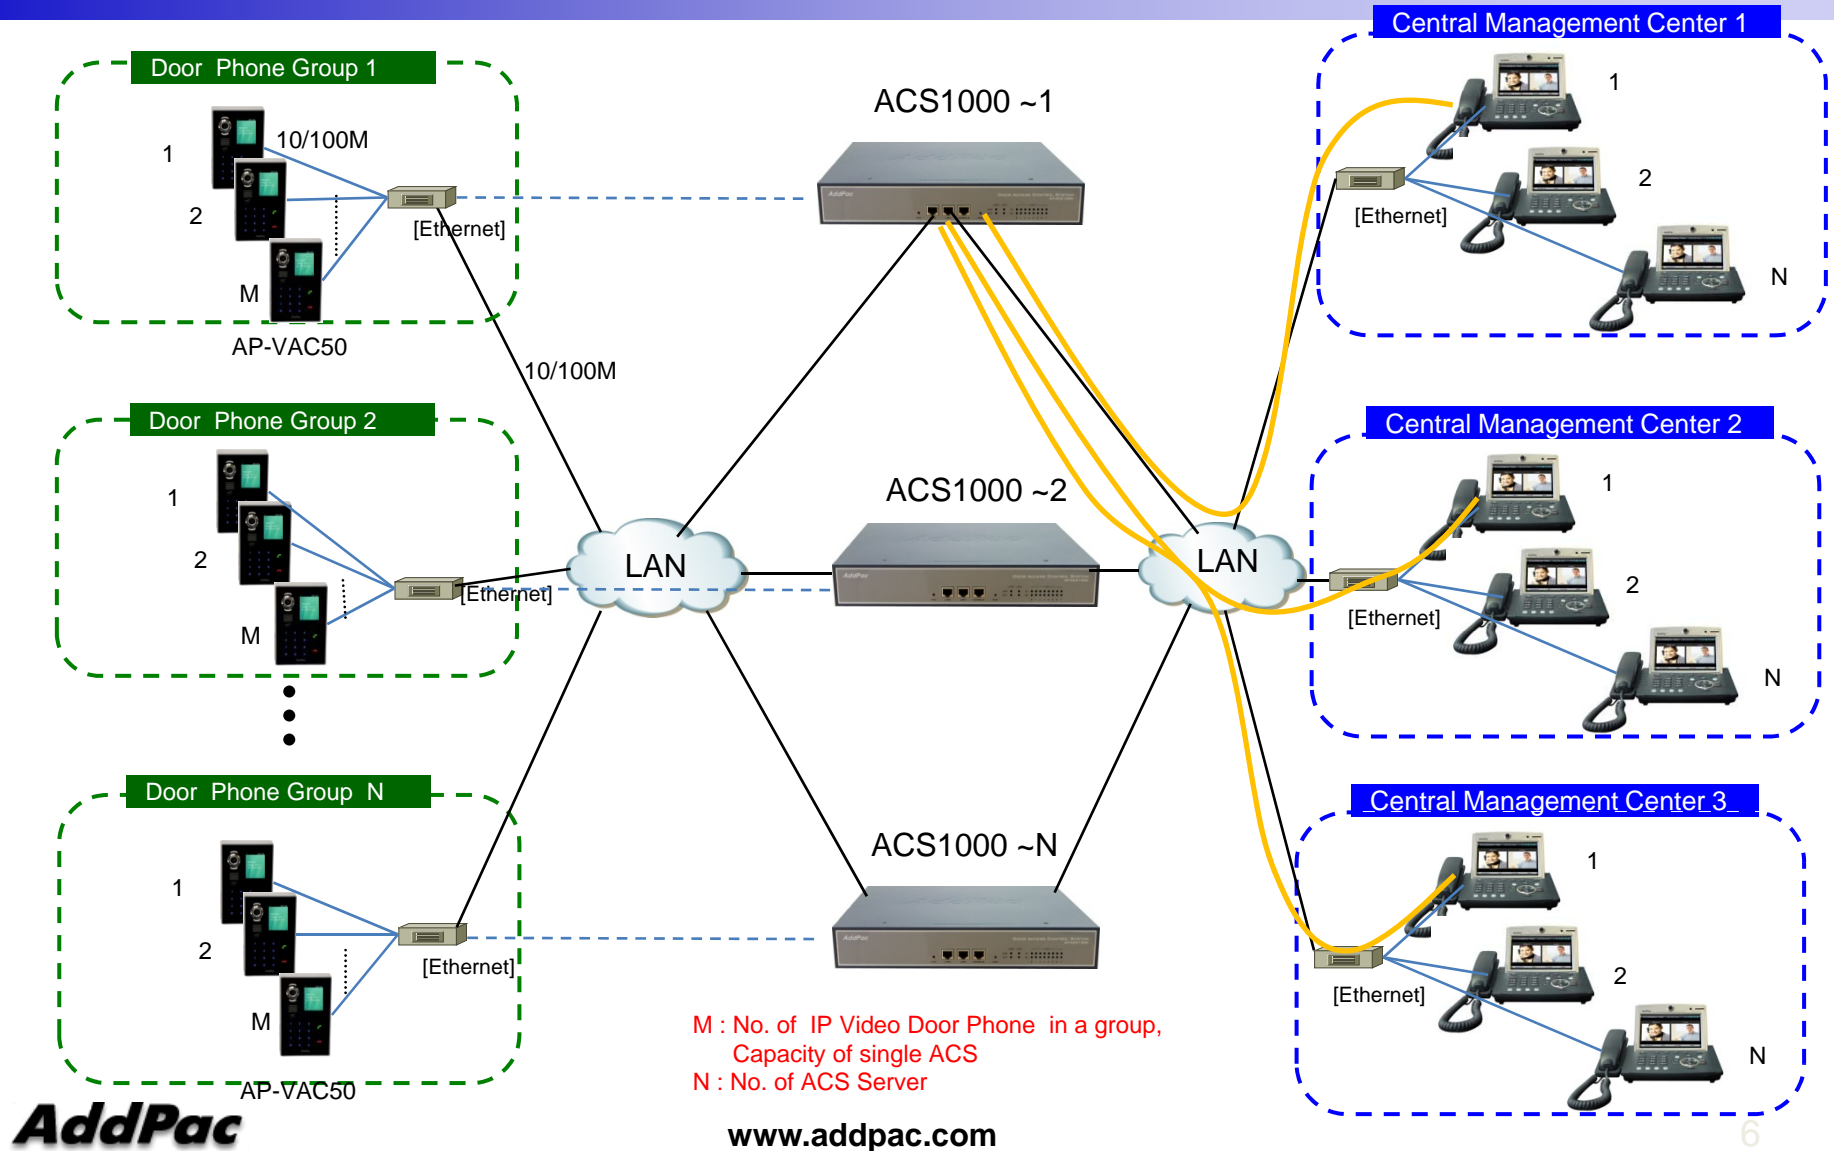 Central Management Center 1
Door  Phone Group 1
ACS1000 ~1
1
10/100M
1
2
2
[Ethernet]
[Ethernet]
M
N
AP-VAC50
10/100M
Door  Phone Group 2
Central Management Center 2
1
ACS1000 ~2
1
2
LAN
LAN
2
[Ethernet]
[Ethernet]
M
N
Door  Phone Group  N
Central Management Center 3
ACS1000 ~N
1
1
2
2
[Ethernet]
[Ethernet]
M
N
AP-VAC50
M : No. of  IP Video Door Phone  in a group,
Capacity of single ACS
N : No. of ACS Server
AddPac
www.addpac.com
6
AddPac
AddPac
AddPac